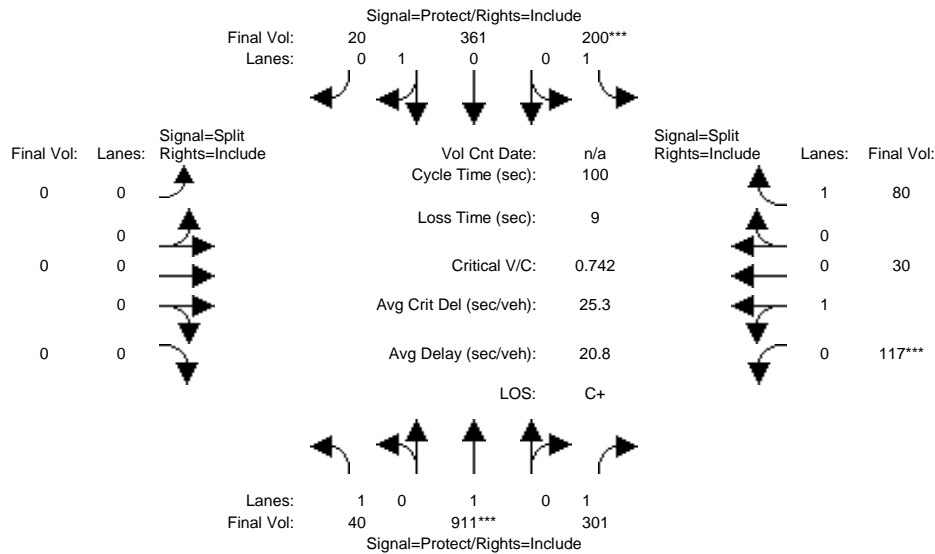 Signal=Protect/Rights=Include
Final Vol: 20 361 200***
Lanes: 0 1 0 0 1
Signal=Split
Final Vol: Lanes: Rights=Include
Vol Cnt Date: n/a
Signal=Split
Rights=Include Lanes: Final Vol:
Cycle Time (sec): 100
0 0
1 80
Loss Time (sec): 9
0
0
0 0
Critical V/C: 0.742
0 30
0
Avg Crit Del (sec/veh): 25.3
1
0 0
Avg Delay (sec/veh): 20.8
0 117***
LOS: C+
Lanes: 1 0 1 0 1
Final Vol: 40 911*** 301
Signal=Protect/Rights=Include